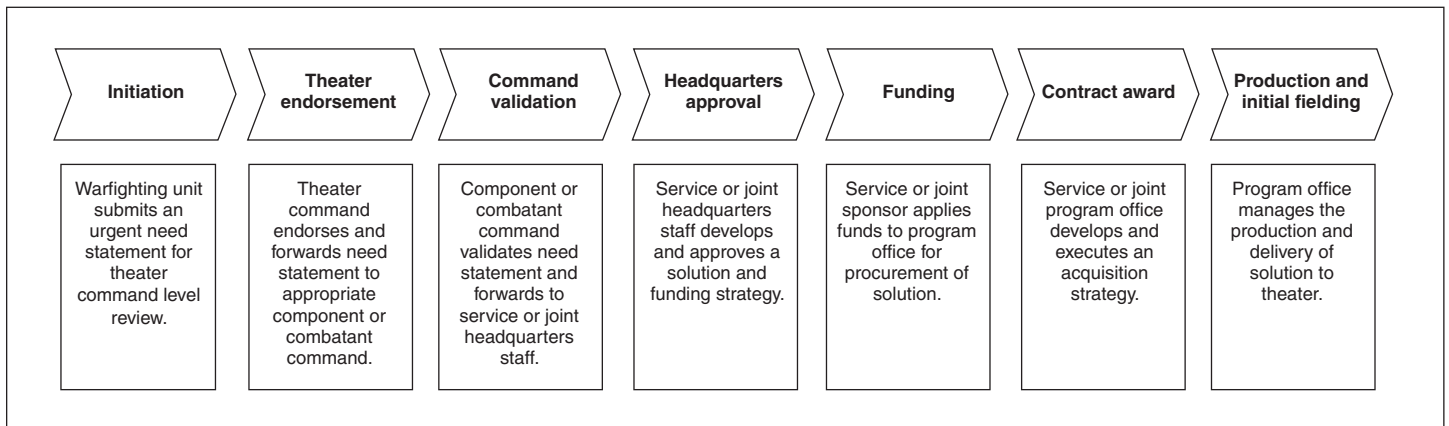 Initiation
Theater
endorsement
Command
validation
Headquarters
approval
Funding
Contract award
Production and
initial fielding
Warfighting unit
submits an
urgent need
statement for
theater
command level
review.
Theater
command
endorses and
forwards need
statement to
appropriate
component or
combatant
command.
Component or
combatant
command
validates need
statement and
forwards to
service or joint
headquarters
staff.
Service or joint
headquarters
staff develops
and approves a
solution and
funding strategy.
Service or joint
sponsor applies
funds to program
office for
procurement of
solution.
Service or joint
program office
develops and
executes an
acquisition
strategy.
Program office
manages the
production and
delivery of
solution to
theater.